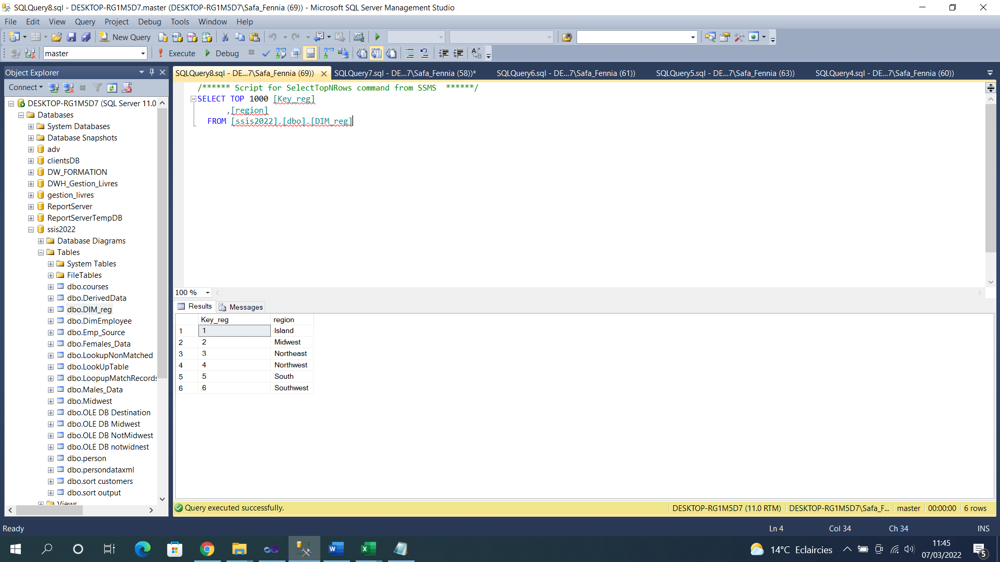 SQLQuery8.sql - DESKTOP-RG1M5D7.master (DESKTOP-RG1M5D7\Safa_Fennia (69)) - Microsoft SQL Server Management Studio
File Edit View Query Project Debug Tools Window Help
New Query
master Execute Debug
Object Explorer
Connect
DESKTOP-RG1M5D7 (SQL Server 11.0
Databases
System Databases
Database Snapshots
adv
clientsDB
DW_FORMATION
DWH_Gestion_Livres
gestion_livres
ReportServer
ReportServerTempDB
ssis2022
Database Diagrams
Tables
System Tables
FileTables
dbo.courses
dbo.DerivedData
dbo.DIM_reg
dbo.DimEmployee
dbo.Emp_Source
dbo.Females_Data
dbo.LookupNonMatched
dbo.LookUpTable
dbo.LoopupMatchRecords
dbo.Males_Data
dbo.Midwest
dbo.OLE DB Destination
dbo.OLE DB Midwest
dbo.OLE DB NotMidwest
dbo.OLE DB notwidnest
dbo.person
dbo.persondataxml
dbo.sort customers
dbo.sort output
Views
SQLQuery8.sql - DE...7\Safa_Fennia (69)) SQLQuery7.sql - DE...7\Safa_Fennia (58))* SQLQuery6.sql - DE...7\Safa_Fennia (61)) SQLQuery5.sql - DE...7\Safa_Fennia (63)) SQLQuery4.sql - DE...7\Safa_Fennia (60))
/****** Script for SelectTopNRows command from SSMS  ******/
SELECT TOP 1000 [Key_reg]
,[region]
FROM [ssis2022].[dbo].[DIM_reg]
100 %
Results Messages
Key_reg region
1 1 Island
2 2 Midwest
3 3 Northeast
4 4 Northwest
5 5 South
6 6 Southwest
Query executed successfully. DESKTOP-RG1M5D7 (11.0 RTM) DESKTOP-RG1M5D7\Safa_F... master 00:00:00 6 rows
Ready Ln 4 Col 34 Ch 34 INS
14°C Eclaircies 11:45
07/03/2022 5